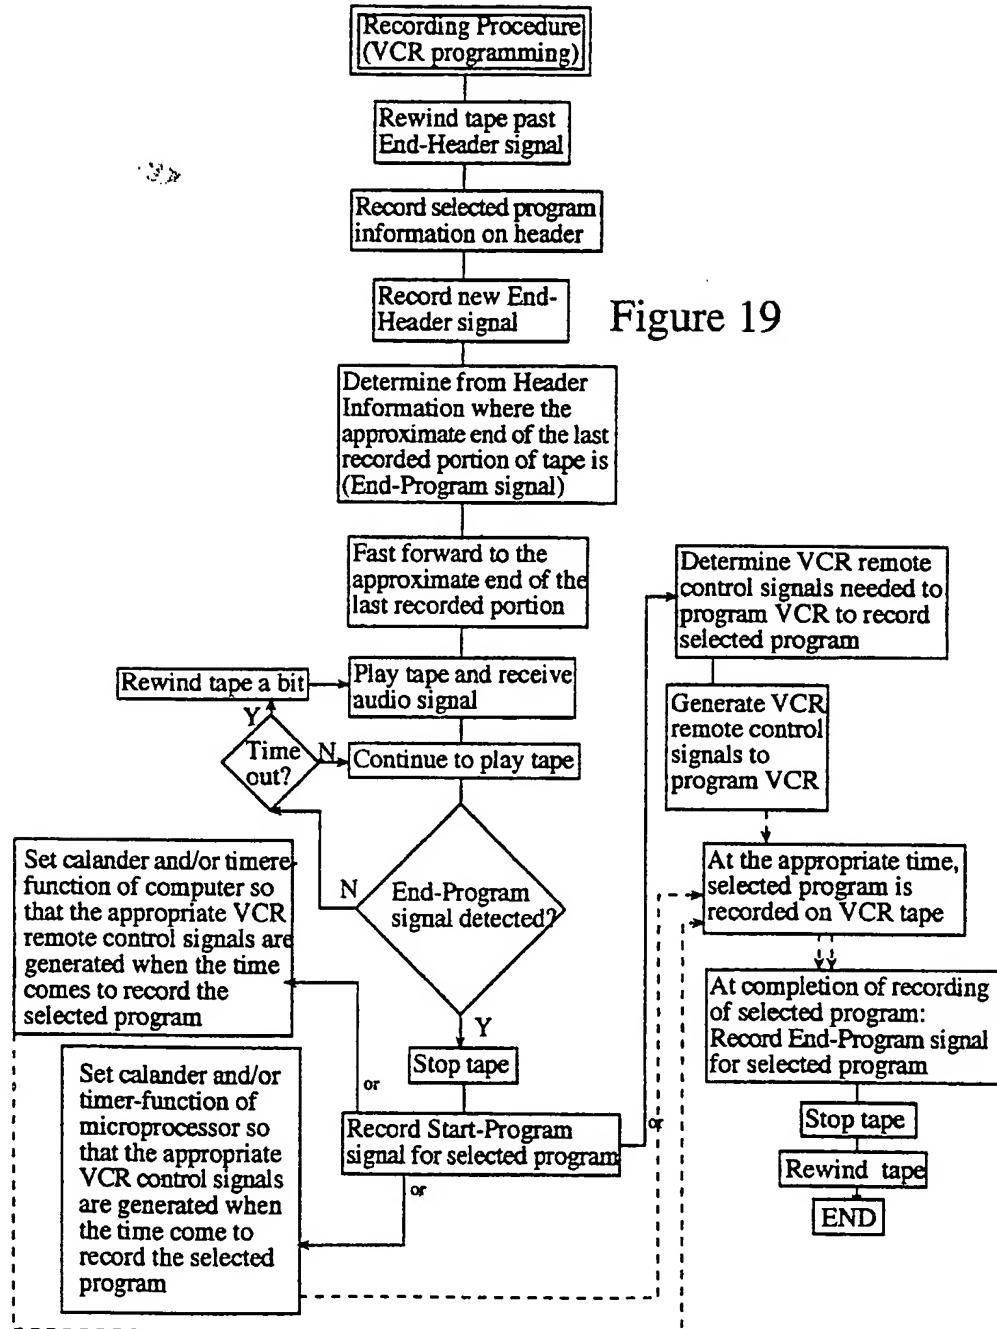 Recording Procedure
(VCR programming)
Rewind tape past
End-Header signal
Record selected program
information on header
Record new End-
Header signal
Figure 19
Determine from Header
Information where the
approximate end of the last
recorded portion of tape is
(End-Program signal)
Fast forward to the
approximate end of the
last recorded portion
Rewind tape a bit
Play tape and receive
audio signal
Y
Time
out?
N
Continue to play tape
End-Program
signal detected?
N
Y
Stop tape
Record Start-Program
signal for selected program
or
Set calander and/or timere-
function of computer so
that the appropriate VCR
remote control signals are
generated when the time
comes to record the
selected program
or
Set calander and/or
timer-function of
microprocessor so
that the appropriate
VCR control signals
are generated when
the time come to
record the selected
program
or
Determine VCR remote
control signals needed to
program VCR to record
selected program
Generate VCR
remote control
signals to
program VCR
At the appropriate time,
selected program is
recorded on VCR tape
At completion of recording
of selected program:
Record End-Program signal
for selected program
Stop tape
Rewind tape
END